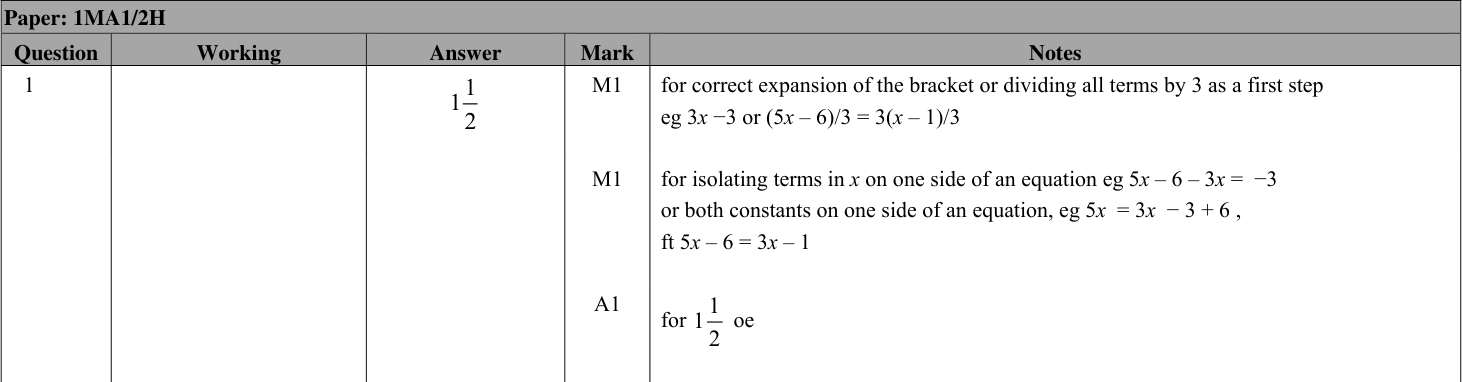 Paper: 1MA1/2H
Question Working Answer Mark Notes
1 1 1/2 M1 for correct expansion of the bracket or dividing all terms by 3 as a first step
eg 3x −3 or (5x – 6)/3 = 3(x – 1)/3
M1 for isolating terms in x on one side of an equation eg 5x – 6 – 3x = −3
or both constants on one side of an equation, eg 5x = 3x − 3 + 6 ,
ft 5x – 6 = 3x – 1
A1 for 1 1/2 oe